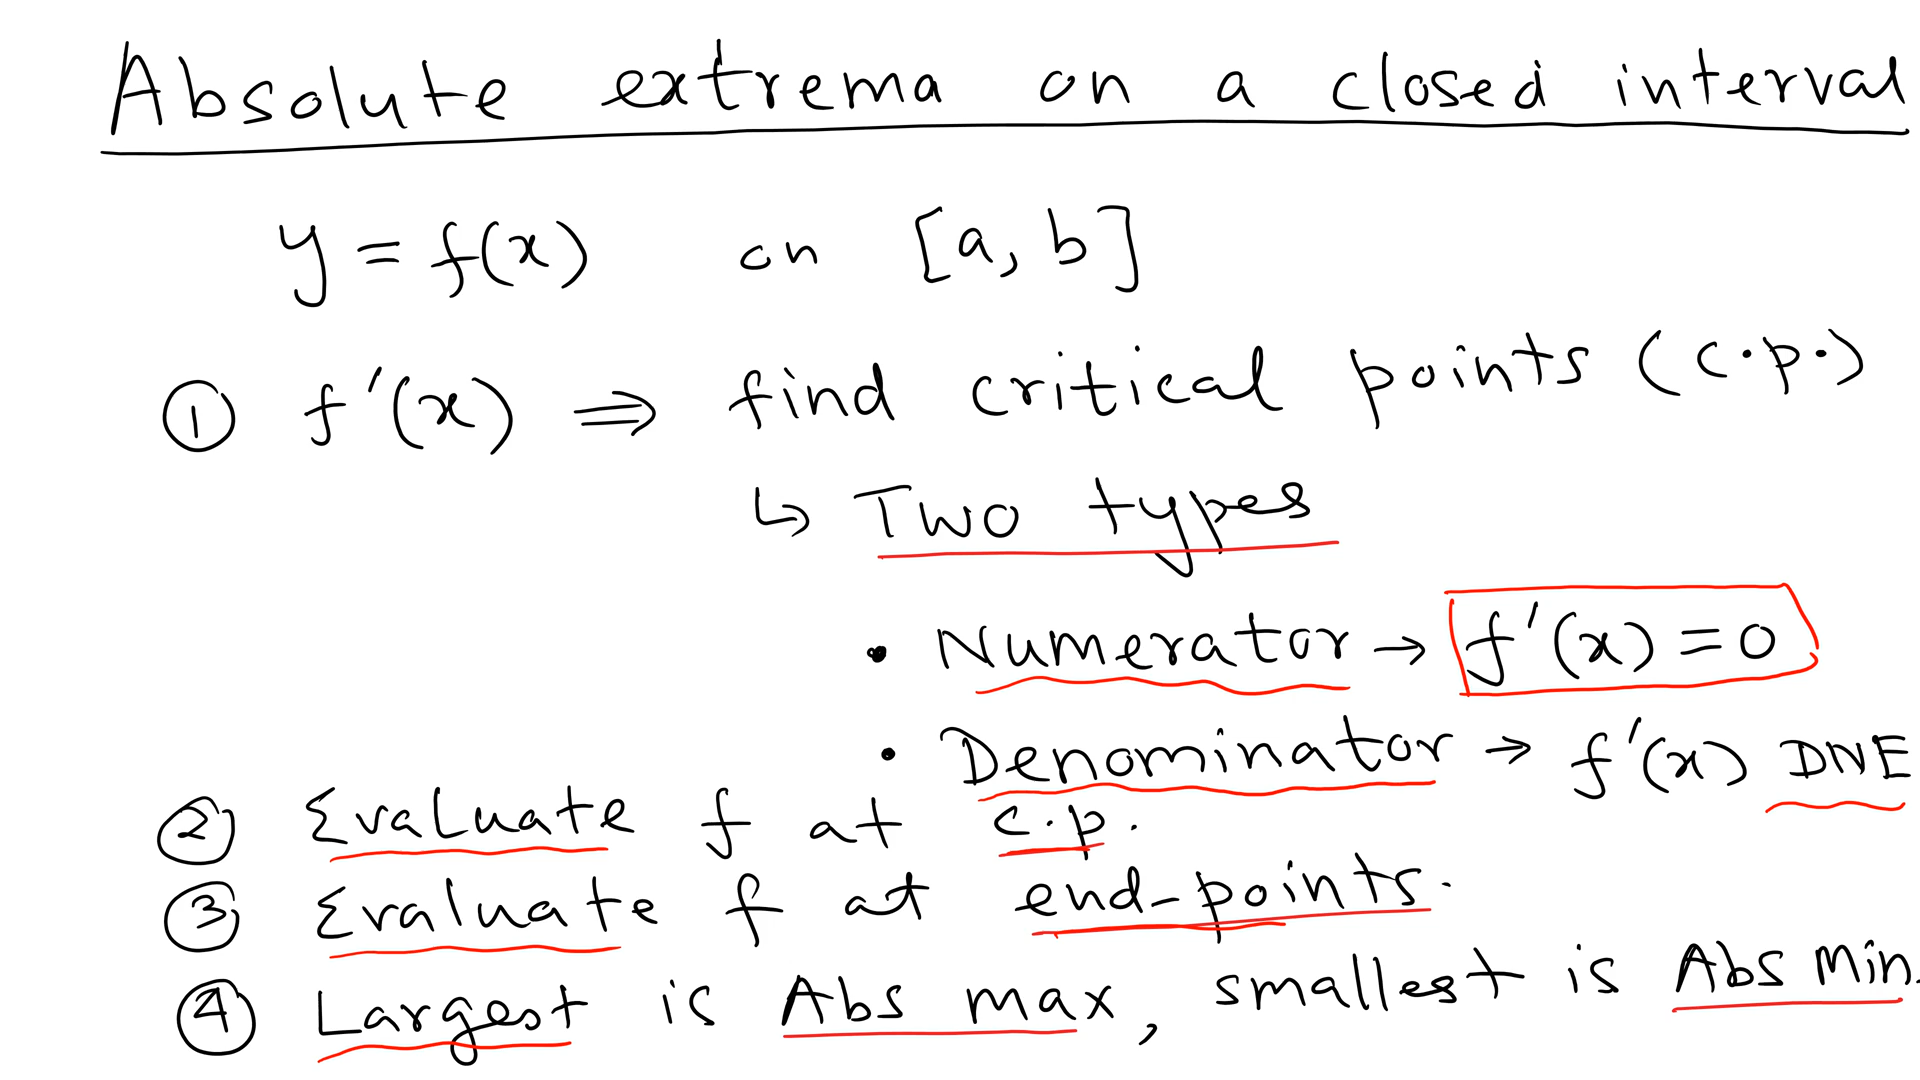 Absolute extrema on a closed interval
y = f(x) on [a, b]
① f'(x) ⇒ find critical points (c.p.)
↳ Two types
• Numerator → f'(x) = 0
• Denominator → f'(x) DNE
② Evaluate f at c.p.
③ Evaluate f at end-points.
④ Largest is Abs max, smallest is Abs Min.